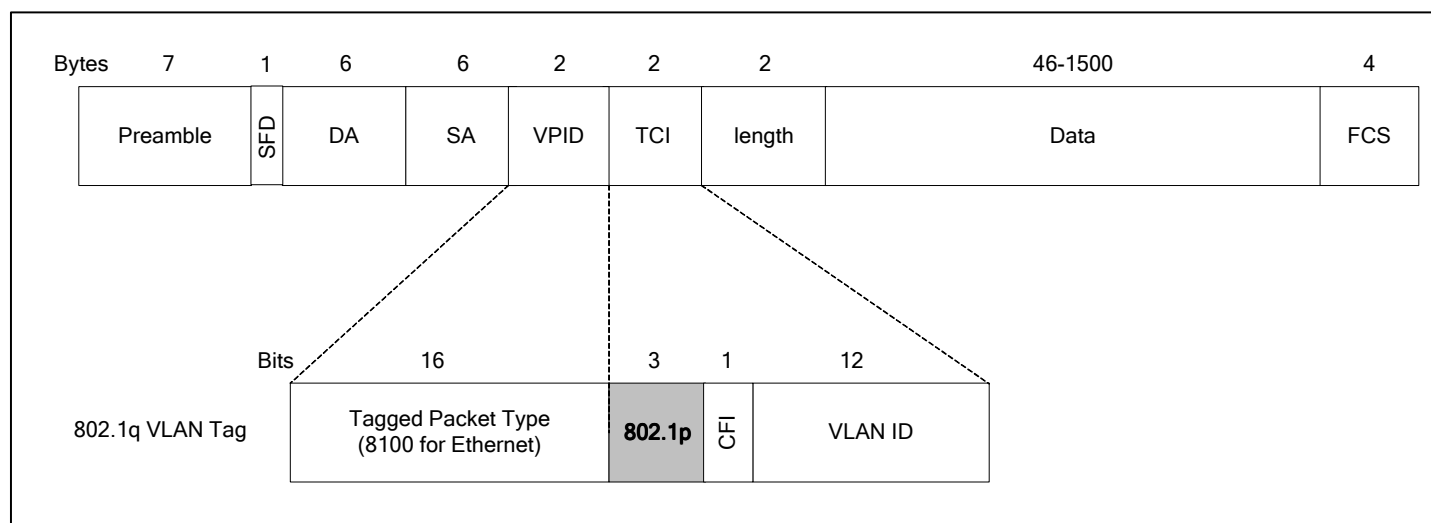 Bytes 7 1 6 6 2 2 2 46-1500 4
Preamble SFD DA SA VPID TCI length Data FCS
Bits 16 3 1 12
802.1q VLAN Tag
Tagged Packet Type
(8100 for Ethernet)
802.1p
CFI
VLAN ID